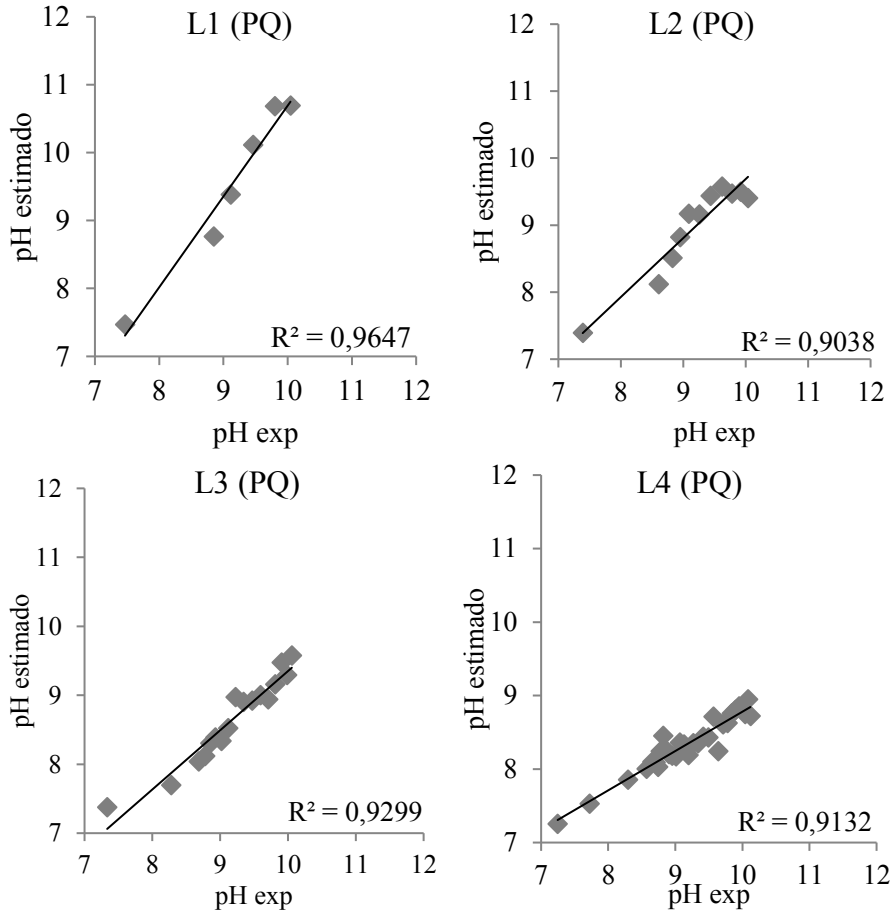 L1 (PQ)
12
11
10
9
8
7
pH estimado
R² = 0,9647
7 8 9 10 11 12
pH exp
L2 (PQ)
12
11
10
9
8
7
pH estimado
R² = 0,9038
7 8 9 10 11 12
pH exp
L3 (PQ)
12
11
10
9
8
7
pH estimado
R² = 0,9299
7 8 9 10 11 12
pH exp
L4 (PQ)
12
11
10
9
8
7
pH estimado
R² = 0,9132
7 8 9 10 11 12
pH exp